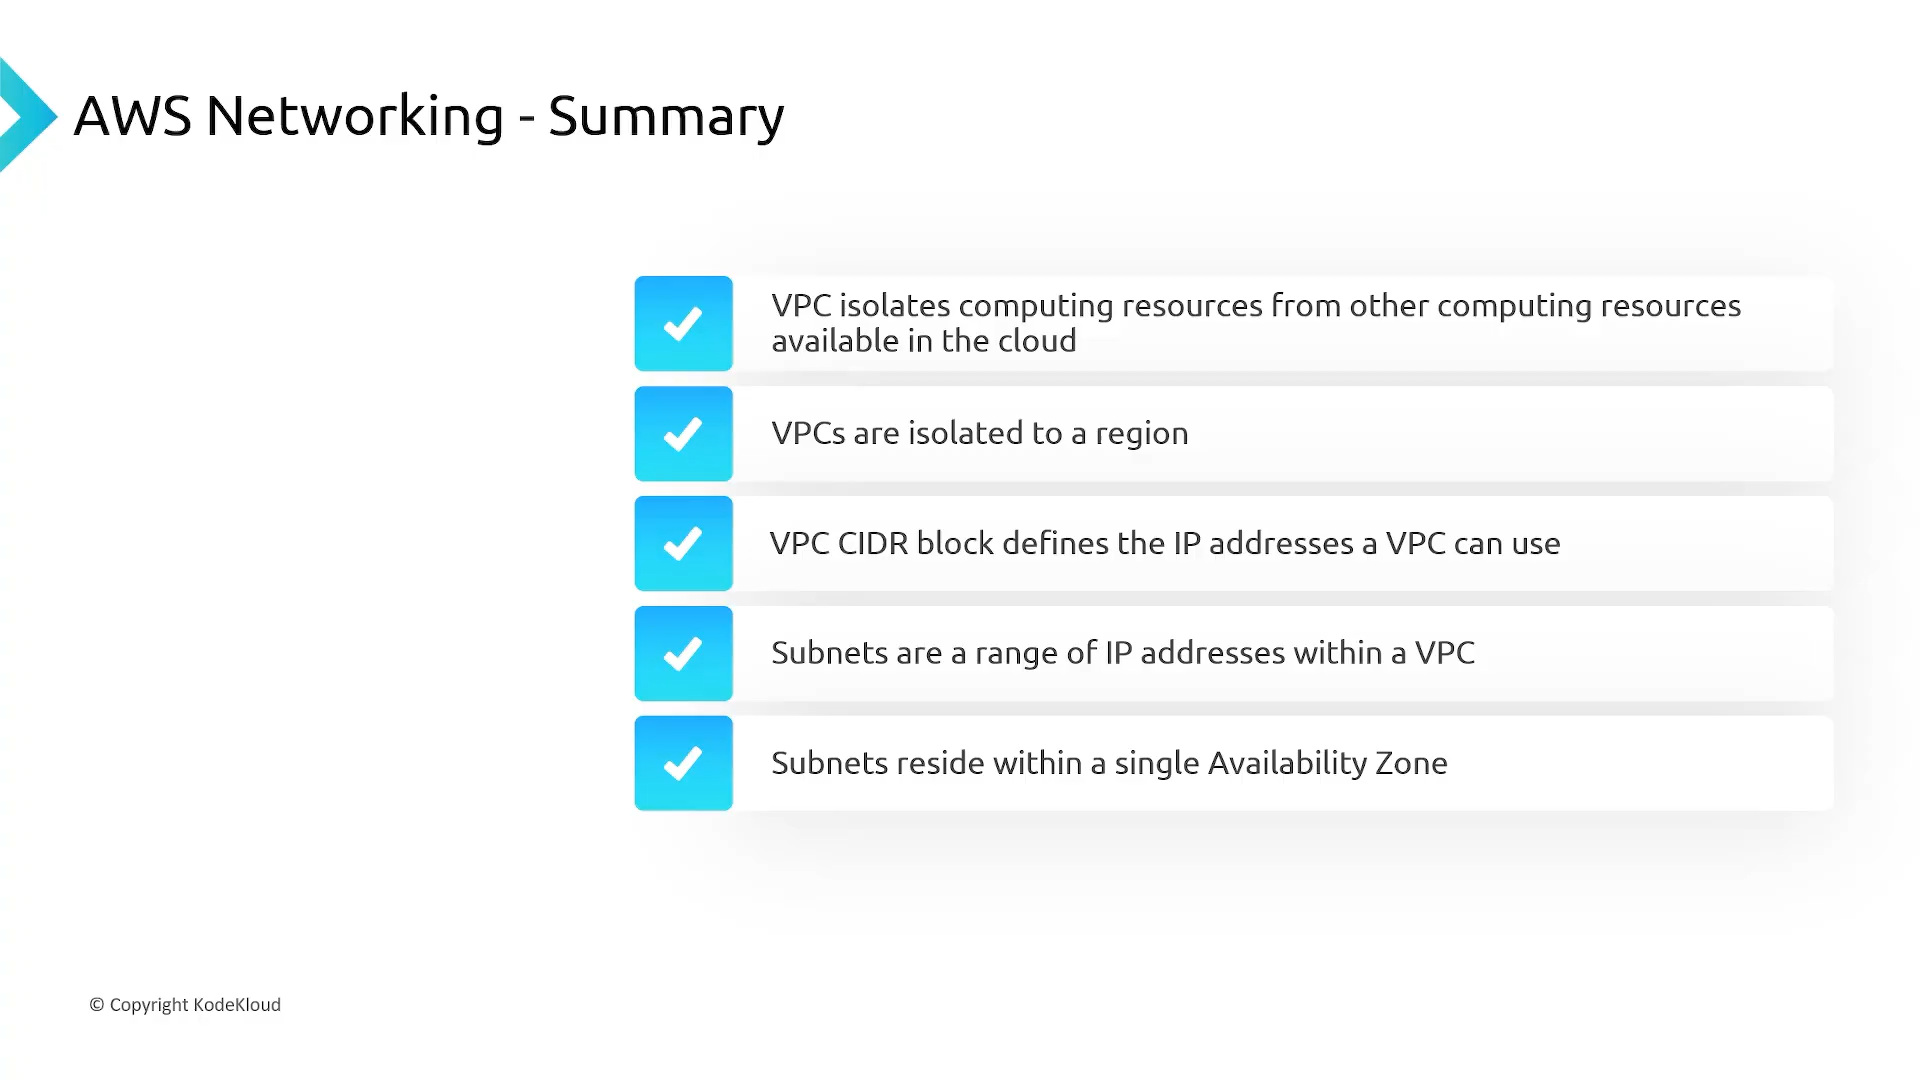 AWS Networking - Summary
VPC isolates computing resources from other computing resources
available in the cloud
VPCs are isolated to a region
VPC CIDR block defines the IP addresses a VPC can use
Subnets are a range of IP addresses within a VPC
Subnets reside within a single Availability Zone
© Copyright KodeKloud